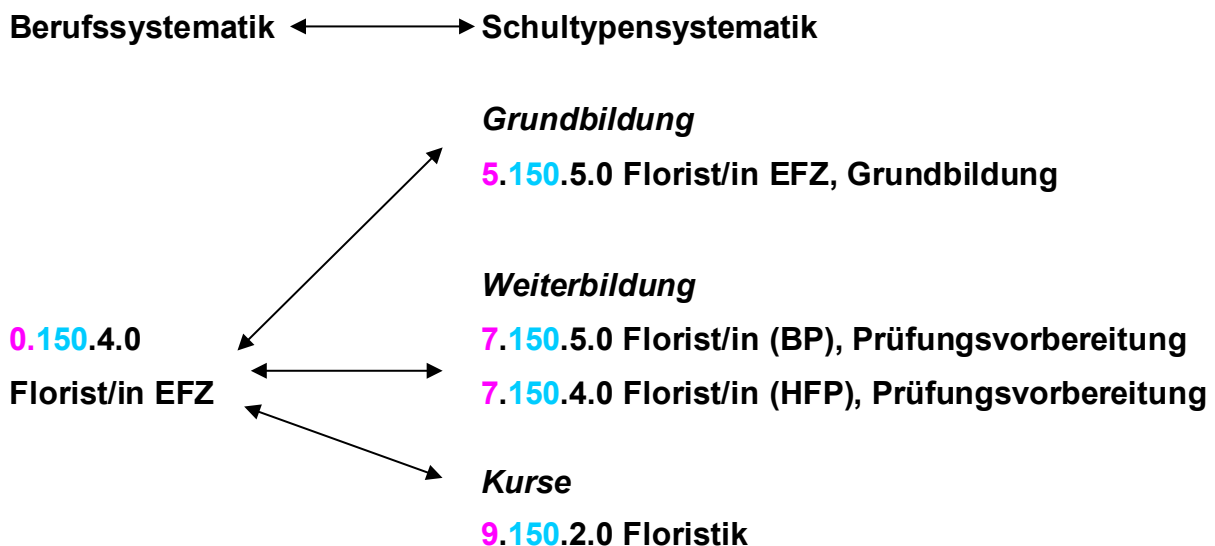 Berufssystematik Schultypensystematik
Grundbildung
5.150.5.0 Florist/in EFZ, Grundbildung
Weiterbildung
0.150.4.0 7.150.5.0 Florist/in (BP), Prüfungsvorbereitung
Florist/in EFZ 7.150.4.0 Florist/in (HFP), Prüfungsvorbereitung
Kurse
9.150.2.0 Floristik